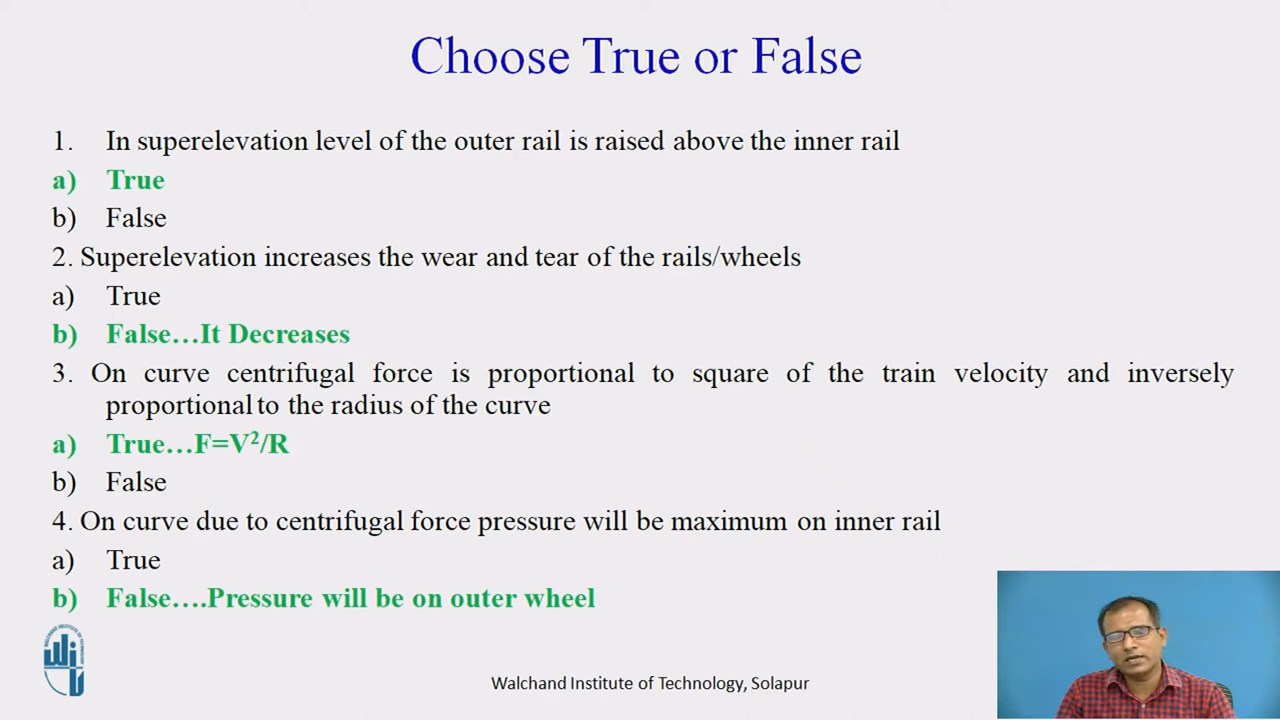 Choose True or False
1. In superelevation level of the outer rail is raised above the inner rail
a) True
b) False
2. Superelevation increases the wear and tear of the rails/wheels
a) True
b) False…It Decreases
3. On curve centrifugal force is proportional to square of the train velocity and inversely
proportional to the radius of the curve
a) True…F=V²/R
b) False
4. On curve due to centrifugal force pressure will be maximum on inner rail
a) True
b) False….Pressure will be on outer wheel
Walchand Institute of Technology, Solapur